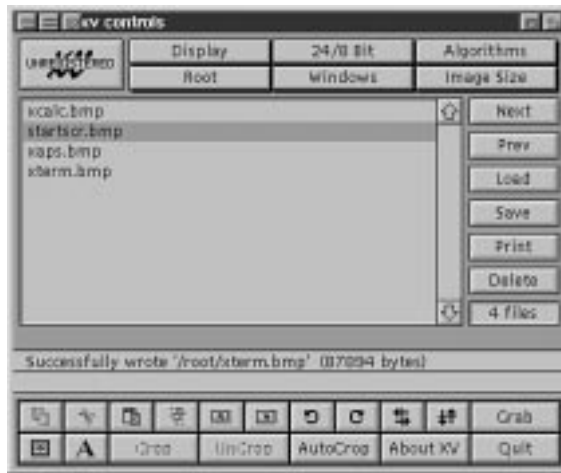 xv controls
UNREGISTERED
Display
24/8 Bit
Algorithms
Root
Windows
Image Size
xcalc.bmp
startscr.bmp
xaps.bmp
xterm.bmp
Next
Prev
Load
Save
Print
Delete
4 files
Successfully wrote '/root/xterm.bmp' (87894 bytes)
Grab
A
Crop
UnCrop
AutoCrop
About XV
Quit